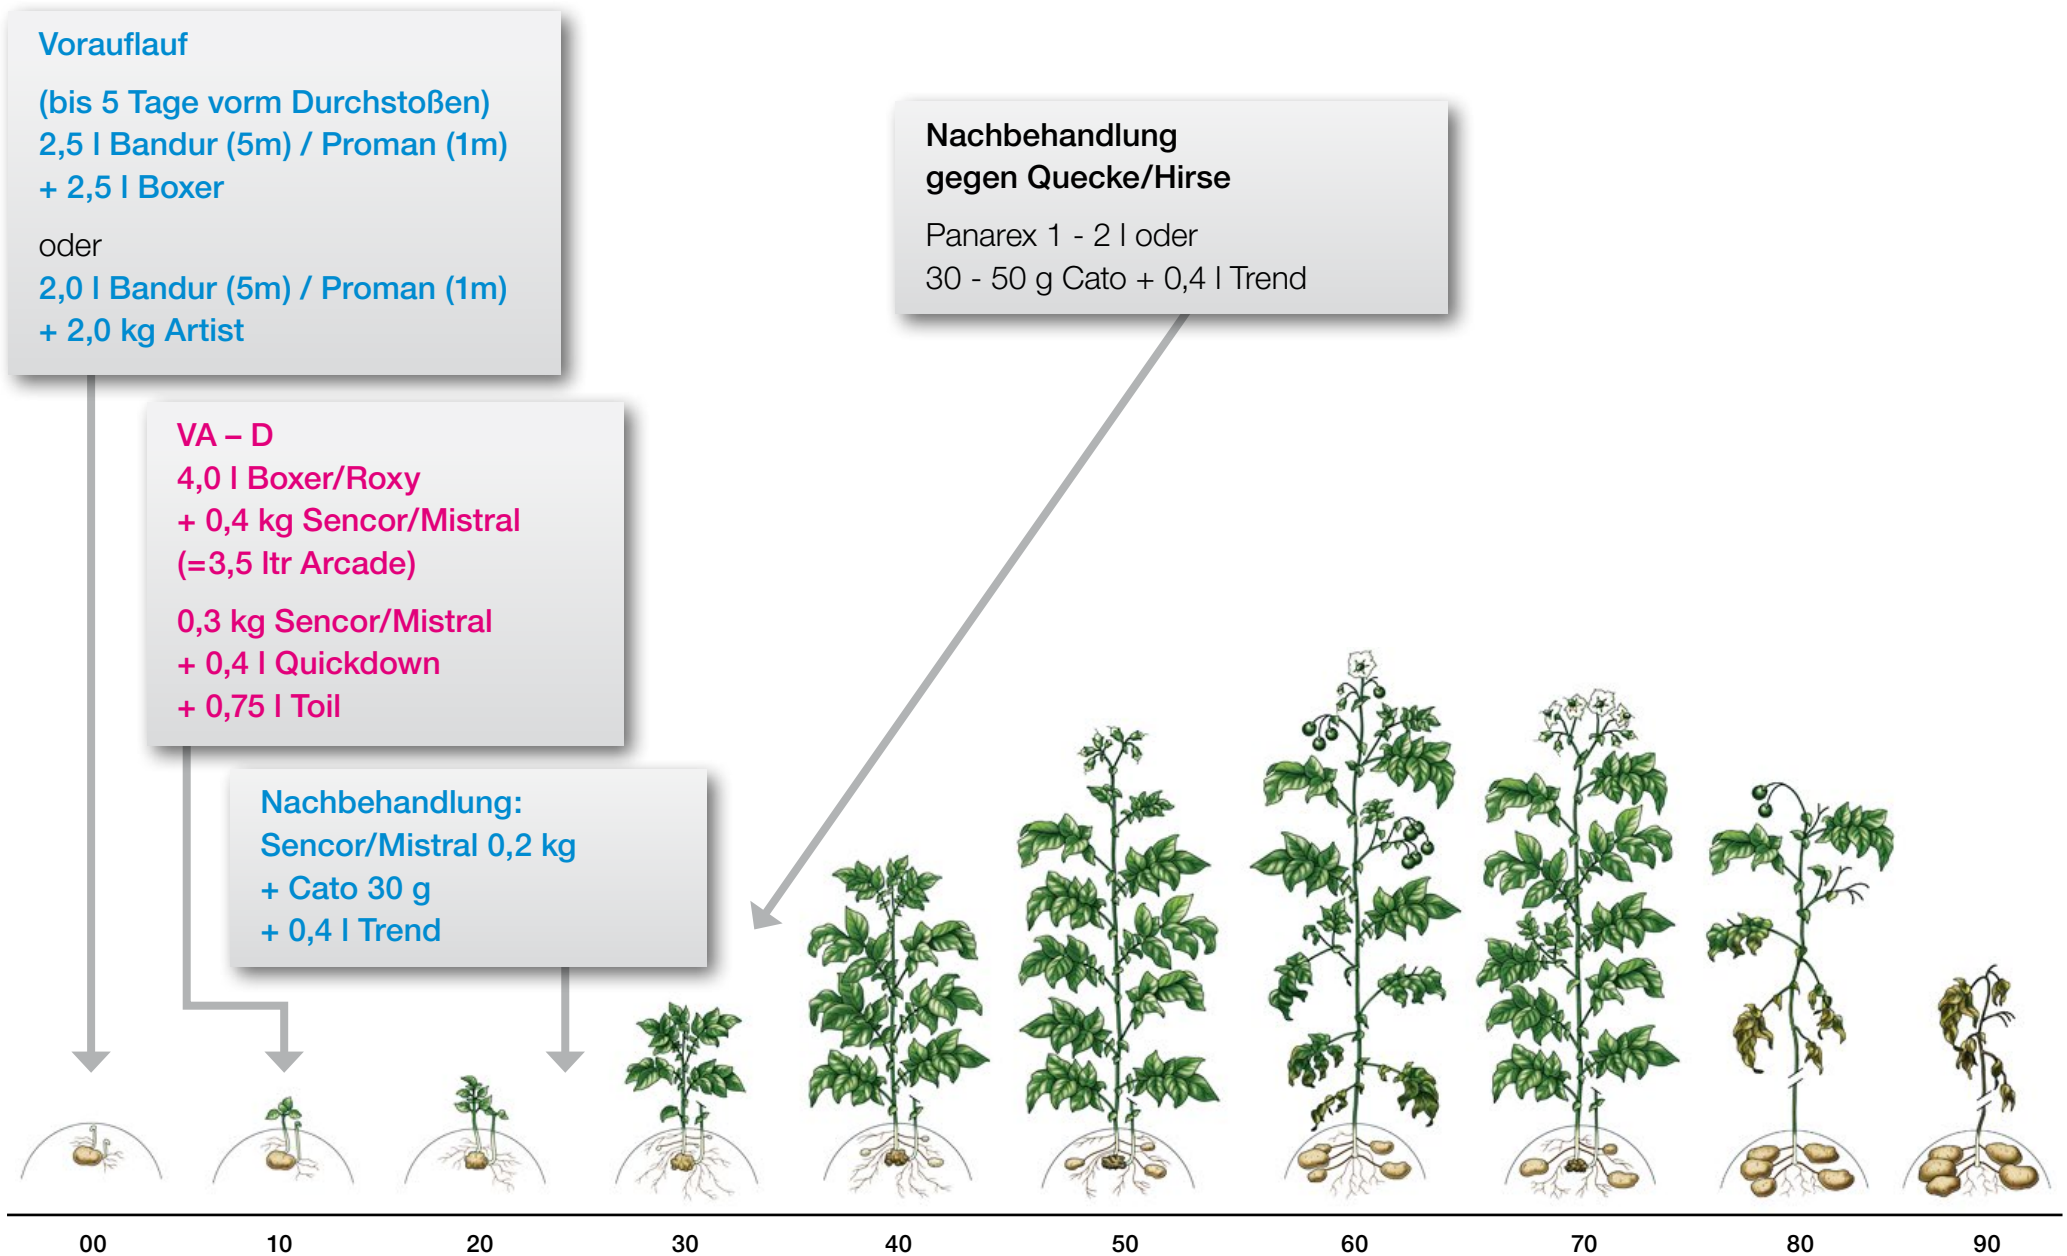 Vorauflauf
(bis 5 Tage vorm Durchstoßen)
2,5 l Bandur (5m) / Proman (1m)
+ 2,5 l Boxer
oder
2,0 l Bandur (5m) / Proman (1m)
+ 2,0 kg Artist
VA – D
4,0 l Boxer/Roxy
+ 0,4 kg Sencor/Mistral
(=3,5 ltr Arcade)
0,3 kg Sencor/Mistral
+ 0,4 l Quickdown
+ 0,75 l Toil
Nachbehandlung:
Sencor/Mistral 0,2 kg
+ Cato 30 g
+ 0,4 l Trend
Nachbehandlung
gegen Quecke/Hirse
Panarex 1 - 2 l oder
30 - 50 g Cato + 0,4 l Trend
00 10 20 30 40 50 60 70 80 90